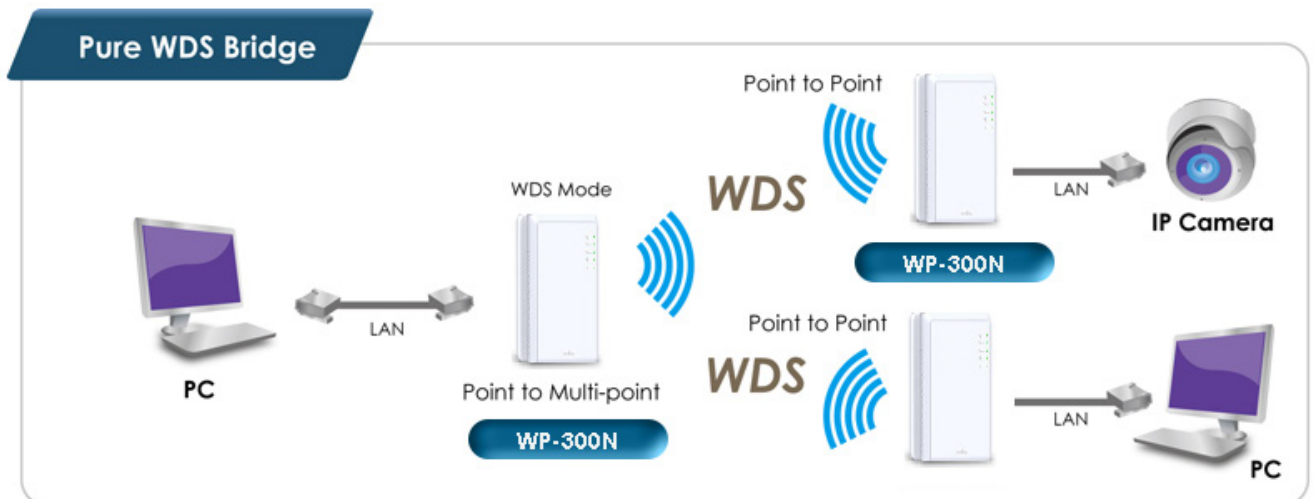 Pure WDS Bridge
Point to Point
WDS Mode
WDS
LAN
IP Camera
WP-300N
LAN
PC
Point to Multi-point
WP-300N
Point to Point
WDS
LAN
PC